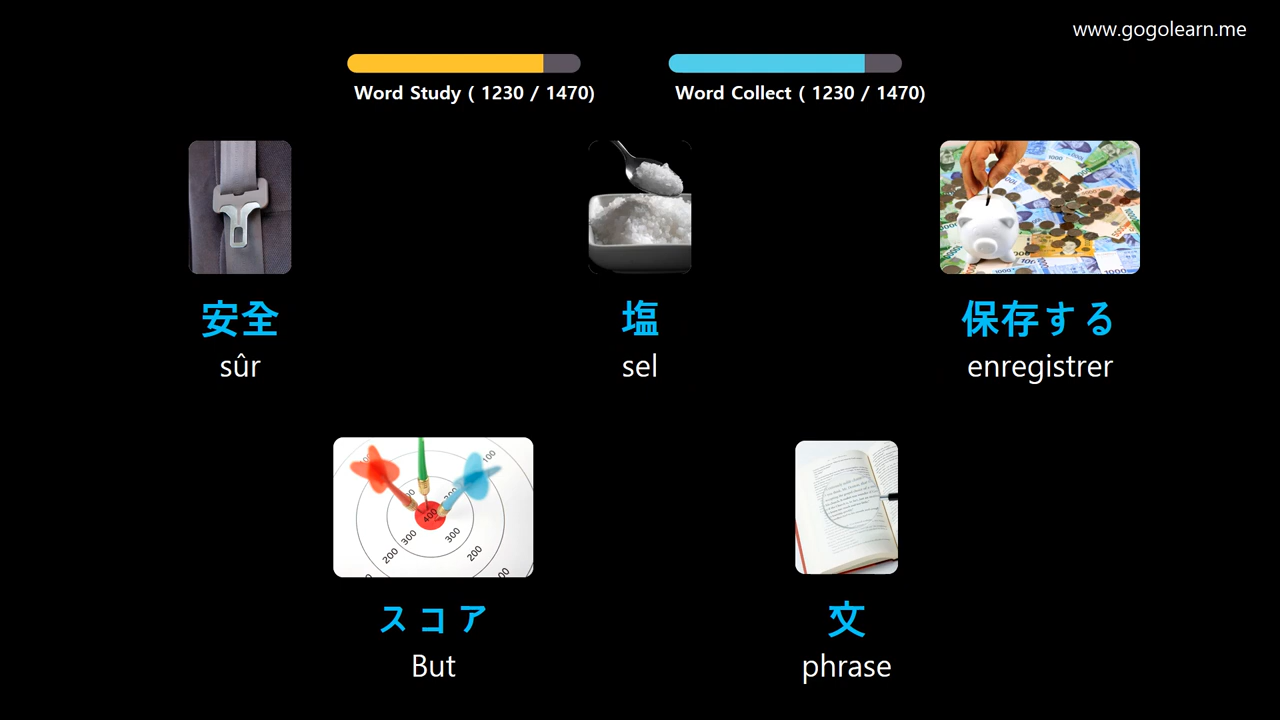 www.gogolearn.me
Word Study ( 1230 / 1470)
Word Collect ( 1230 / 1470)
安全
sûr
塩
sel
保存する
enregistrer
スコア
But
文
phrase